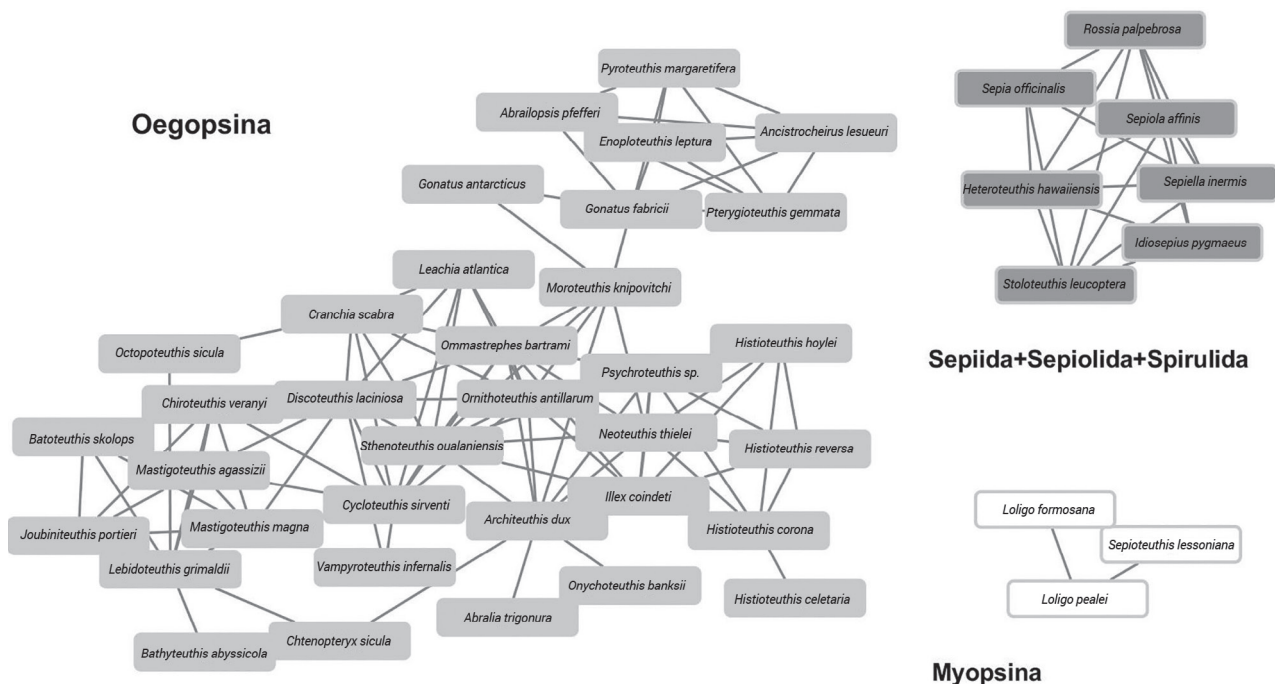 Oegopsina
Pyroteuthis margaretifera
Abrailopsis pfefferi
Enoploteuthis leptura
Ancistrocheirus lesueuri
Gonatus antarcticus
Gonatus fabricii
Pterygioteuthis gemmata
Leachia atlantica
Moroteuthis knipovitchi
Cranchia scabra
Octopoteuthis sicula
Ommastrephes bartrami
Histioteuthis hoylei
Psychroteuthis sp.
Chiroteuthis veranyi
Discoteuthis laciniosa
Ornithoteuthis antillarum
Batoteuthis skolops
Sthenoteuthis oualaniensis
Neoteuthis thielei
Histioteuthis reversa
Mastigoteuthis agassizii
Cycloteuthis sirventi
Illex coindeti
Joubiniteuthis portieri
Mastigoteuthis magna
Architeuthis dux
Histioteuthis corona
Lebidoteuthis grimaldii
Vampyroteuthis infernalis
Onychoteuthis banksii
Histioteuthis celetaria
Abralia trigonura
Bathyteuthis abyssicola
Chtenopteryx sicula
Rossia palpebrosa
Sepia officinalis
Sepiola affinis
Heteroteuthis hawaiiensis
Sepiella inermis
Idiosepius pygmaeus
Stoloteuthis leucoptera
Sepiida+Sepiolida+Spirulida
Loligo formosana
Sepioteuthis lessoniana
Loligo pealei
Myopsina